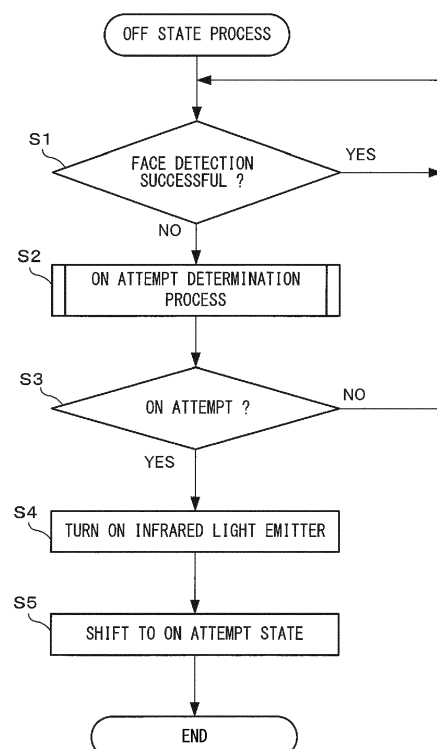 OFF STATE PROCESS
S1
FACE DETECTION
SUCCESSFUL ?
YES
NO
S2
ON ATTEMPT DETERMINATION
PROCESS
S3
ON ATTEMPT ?
NO
YES
S4
TURN ON INFRARED LIGHT EMITTER
S5
SHIFT TO ON ATTEMPT STATE
END